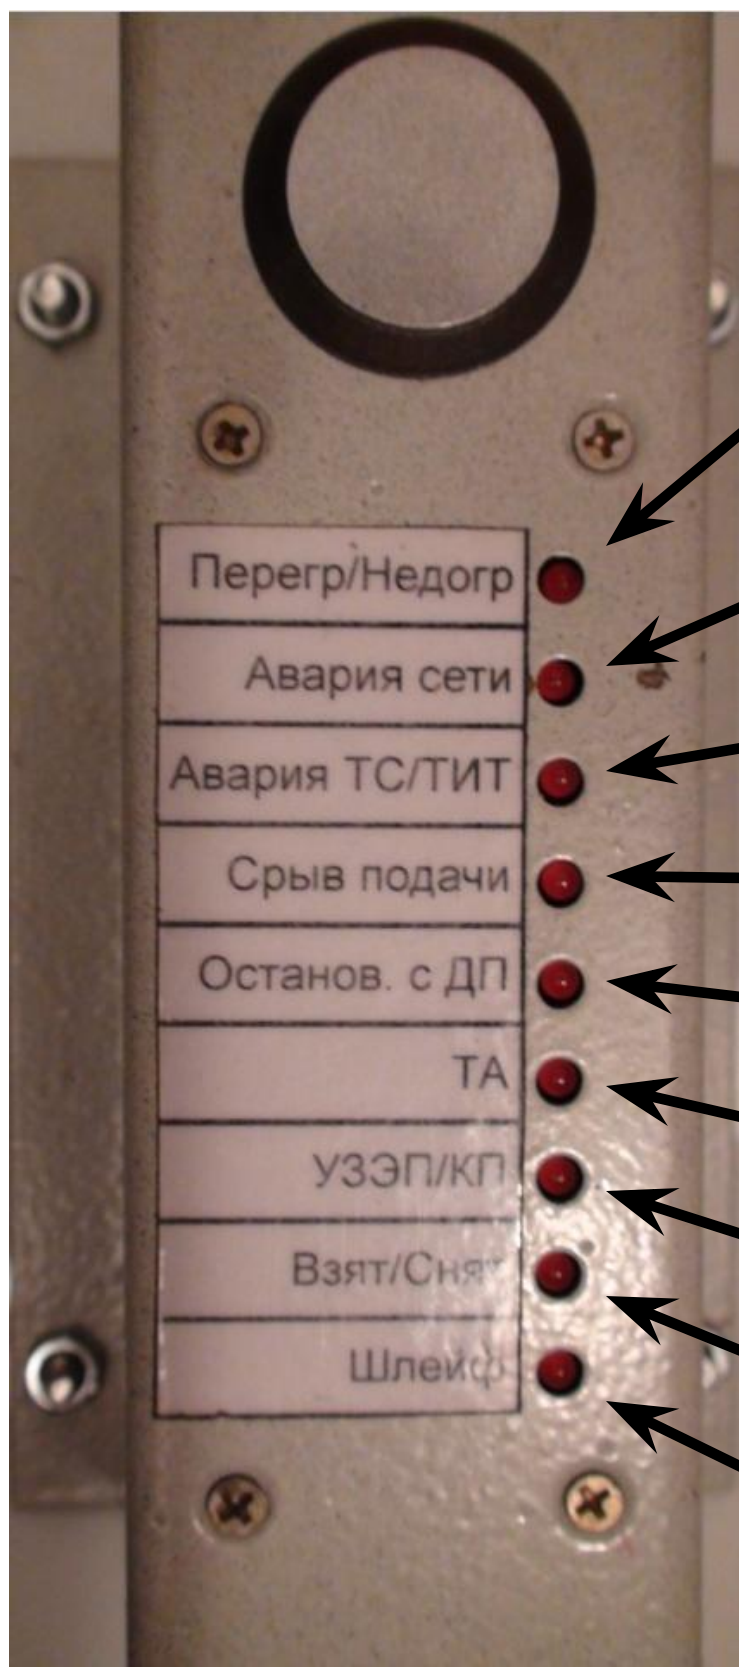 Перегр/Недогр
Авария сети
Авария ТС/ТИТ
Срыв подачи
Останов. с ДП
ТА
УЗЭП/КП
Взят/Снят
Шлейф